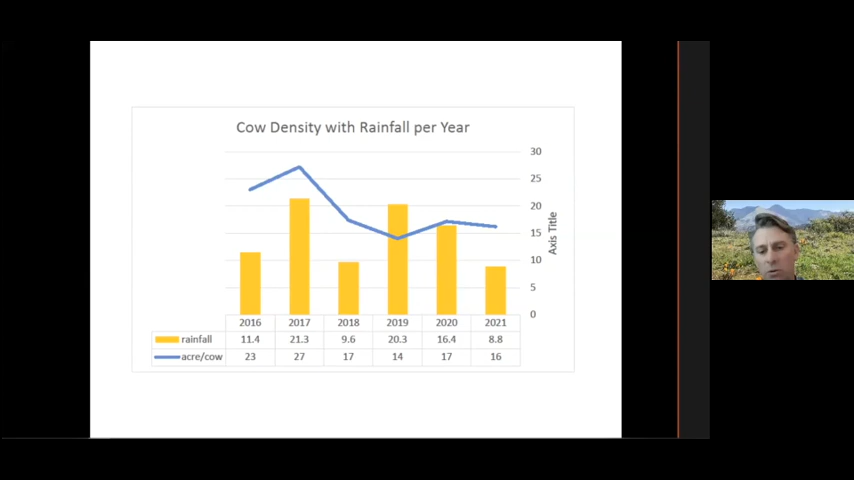 Cow Density with Rainfall per Year
30
25
20
15
10
5
0
Axis Title
2016 2017 2018 2019 2020 2021
rainfall 11.4 21.3 9.6 20.3 16.4 8.8
acre/cow 23 27 17 14 17 16